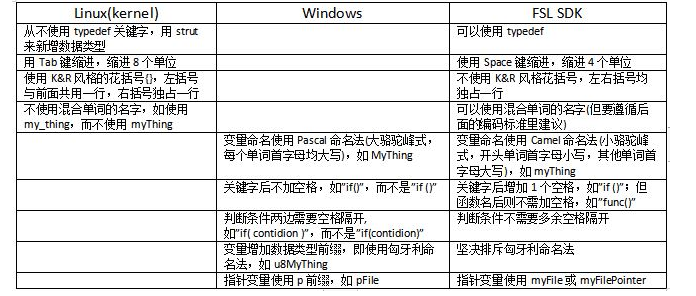 Linux(kernel)
Windows
FSL SDK
从不使用 typedef 关键字，用 strut
来新增数据类型
可以使用 typedef
用 Tab 键缩进，缩进 8 个单位
使用 Space 键缩进，缩进 4 个单位
使用 K&R 风格的花括号{}，左括号
与前面共用一行，右括号独占一行
不使用 K&R 风格花括号，左右括号均
独占一行
不使用混合单词的名字，如使用
my_thing，而不使用 myThing
可以使用混合单词的名字(但要遵循后
面的编码标准里建议)
变量命名使用 Pascal 命名法(大骆驼峰式，
每个单词首字母均大写)，如 MyThing
变量命名使用 Camel 命名法(小骆驼峰
式，开头单词首字母小写，其他单词首
字母大写)，如 myThing
关键字后不加空格，如"if()"，而不是"if ()"
关键字后增加 1 个空格，如"if ()"；但
函数名后则不需加空格，如"func()"
判断条件两边需要空格隔开，
如"if( contidion )"，而不是"if(contidion)"
判断条件不需要多余空格隔开
变量增加数据类型前缀，即使用匈牙利命
名法，如 u8MyThing
坚决排斥匈牙利命名法
指针变量使用 p 前缀，如 pFile
指针变量使用 myFile 或 myFilePointer